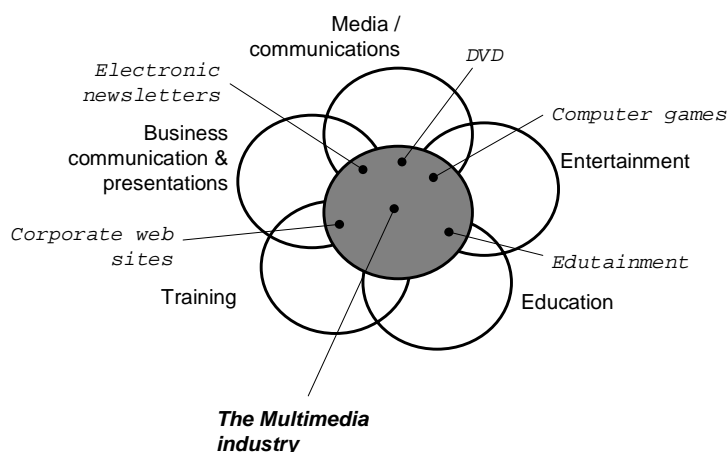 Media /
communications
DVD
Electronic
newsletters
Computer games
Business
communication &
presentations
Entertainment
Corporate web
sites
Edutainment
Training
Education
The Multimedia
industry